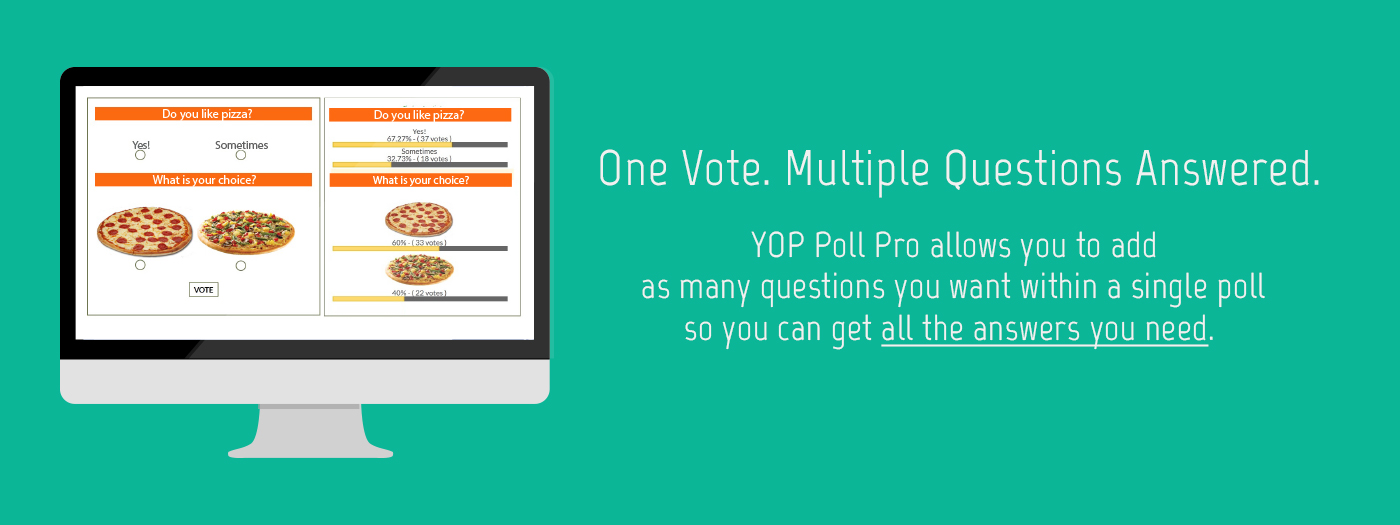 Do you like pizza?
Yes! Sometimes
What is your choice?
VOTE
Do you like pizza?
Yes!
67.27% - ( 37 votes )
Sometimes
32.73% - ( 18 votes )
What is your choice?
60% - ( 33 votes )
40% - ( 22 votes )
One Vote. Multiple Questions Answered.
YOP Poll Pro allows you to add
as many questions you want within a single poll
so you can get all the answers you need.